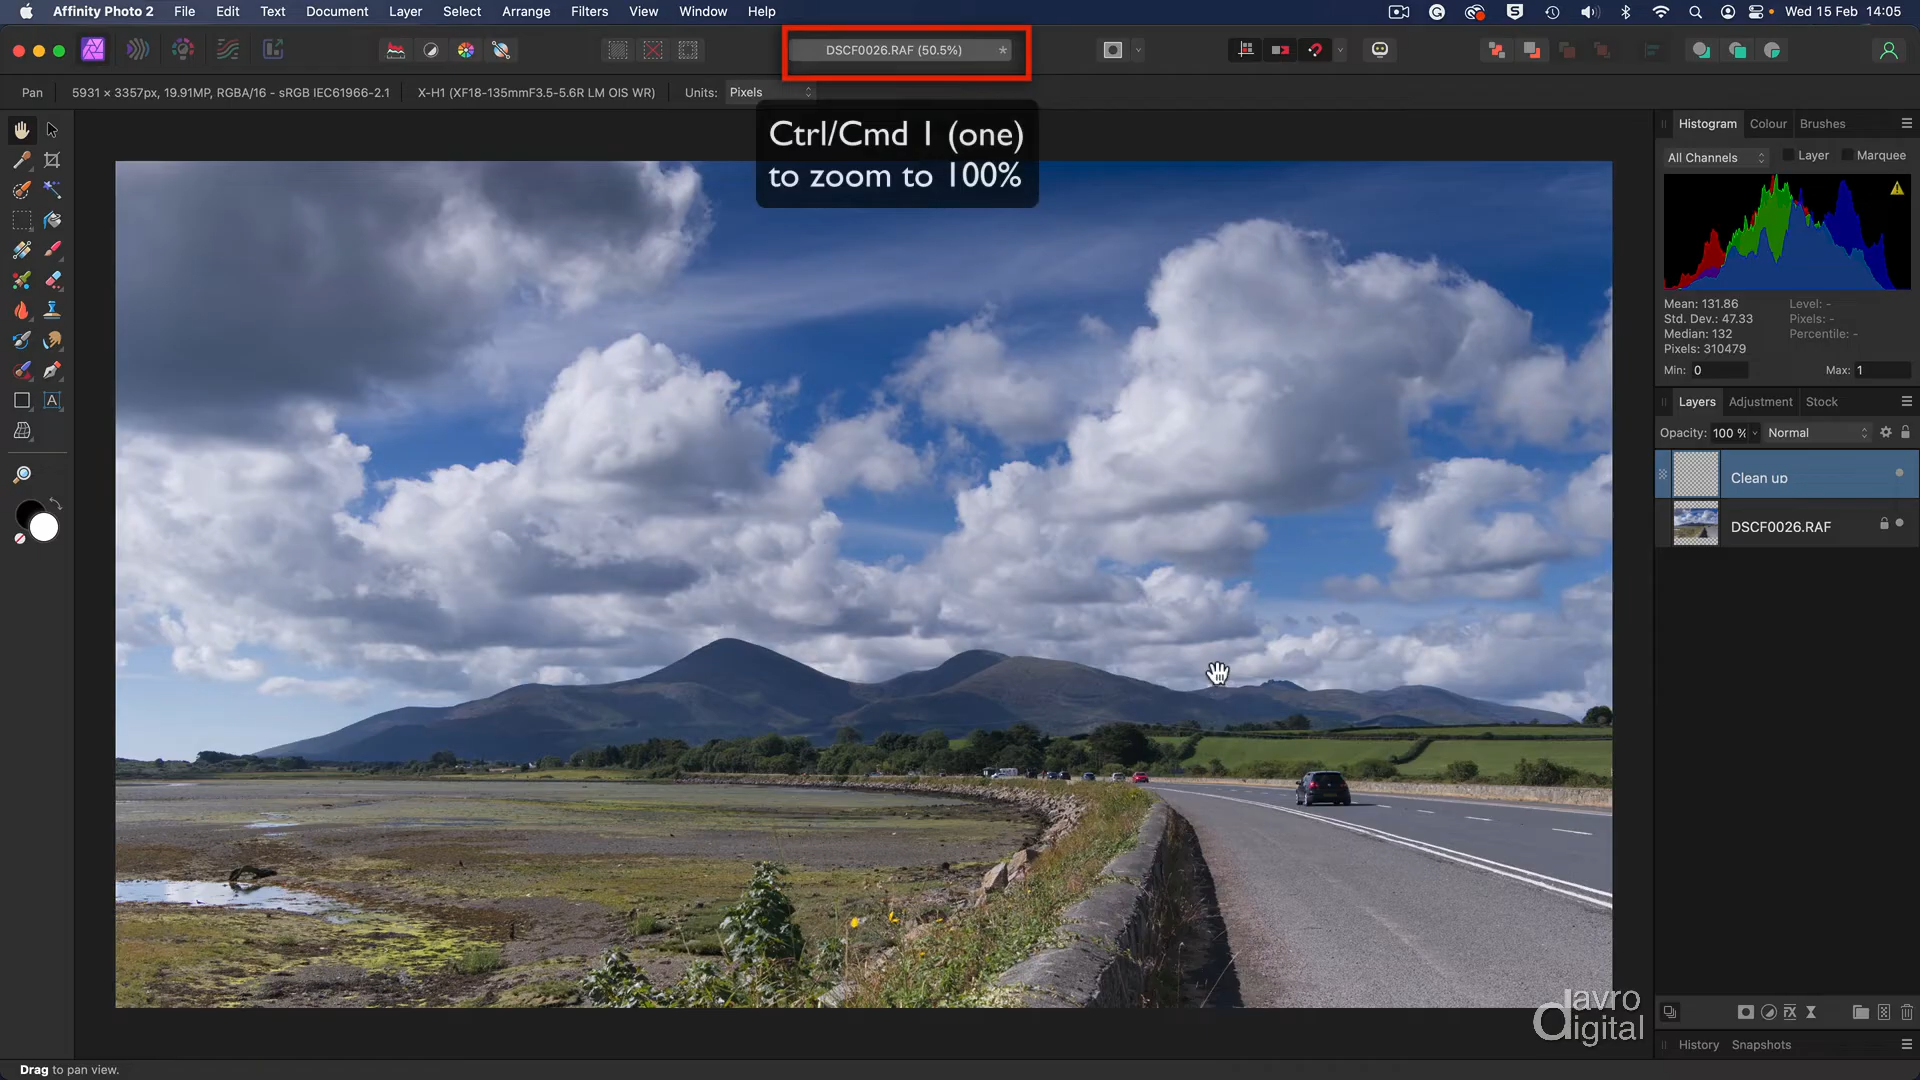 Affinity Photo 2 File Edit Text Document Layer Select Arrange Filters View Window Help Wed 15 Feb 14:05
DSCF0026.RAF (50.5%) *
Pan 5931 × 3357px, 19.91MP, RGBA/16 - sRGB IEC61966-2.1 X-H1 (XF18-135mmF3.5-5.6R LM OIS WR) Units: Pixels
Ctrl/Cmd 1 (one)
to zoom to 100%
Histogram Colour Brushes
All Channels Layer Marquee
Mean: 131.86 Level: -
Std. Dev.: 47.33 Pixels: -
Median: 132 Percentile: -
Pixels: 310479
Min: 0 Max: 1
Layers Adjustment Stock
Opacity: 100 % Normal
Clean up
DSCF0026.RAF
davro
digital
History Snapshots
Drag to pan view.